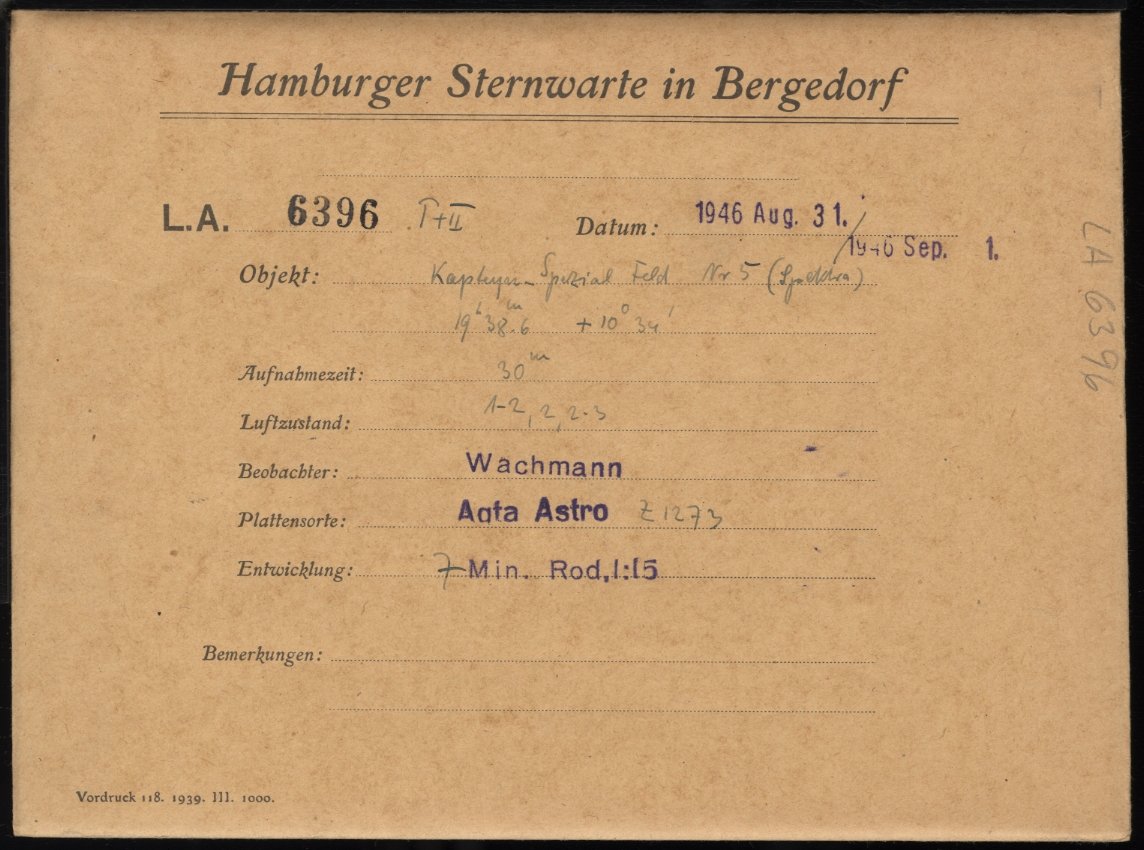 Hamburger Sternwarte in Bergedorf
L.A. 6396 I+II Datum: 1946 Aug. 31. /
1946 Sep. 1.
Objekt: Kapteyn-Spezial Feld Nr 5 (Spektra)
19h 38m.6 +10° 34'
Aufnahmezeit: 30m
Luftzustand: 1-2, 2, 2-3
Beobachter: Wachmann
Plattensorte: Agfa Astro Z 1273
Entwicklung: 7 Min. Rod, 1:15
Bemerkungen:
Vordruck 118. 1939. III. 1000.
LA 6396